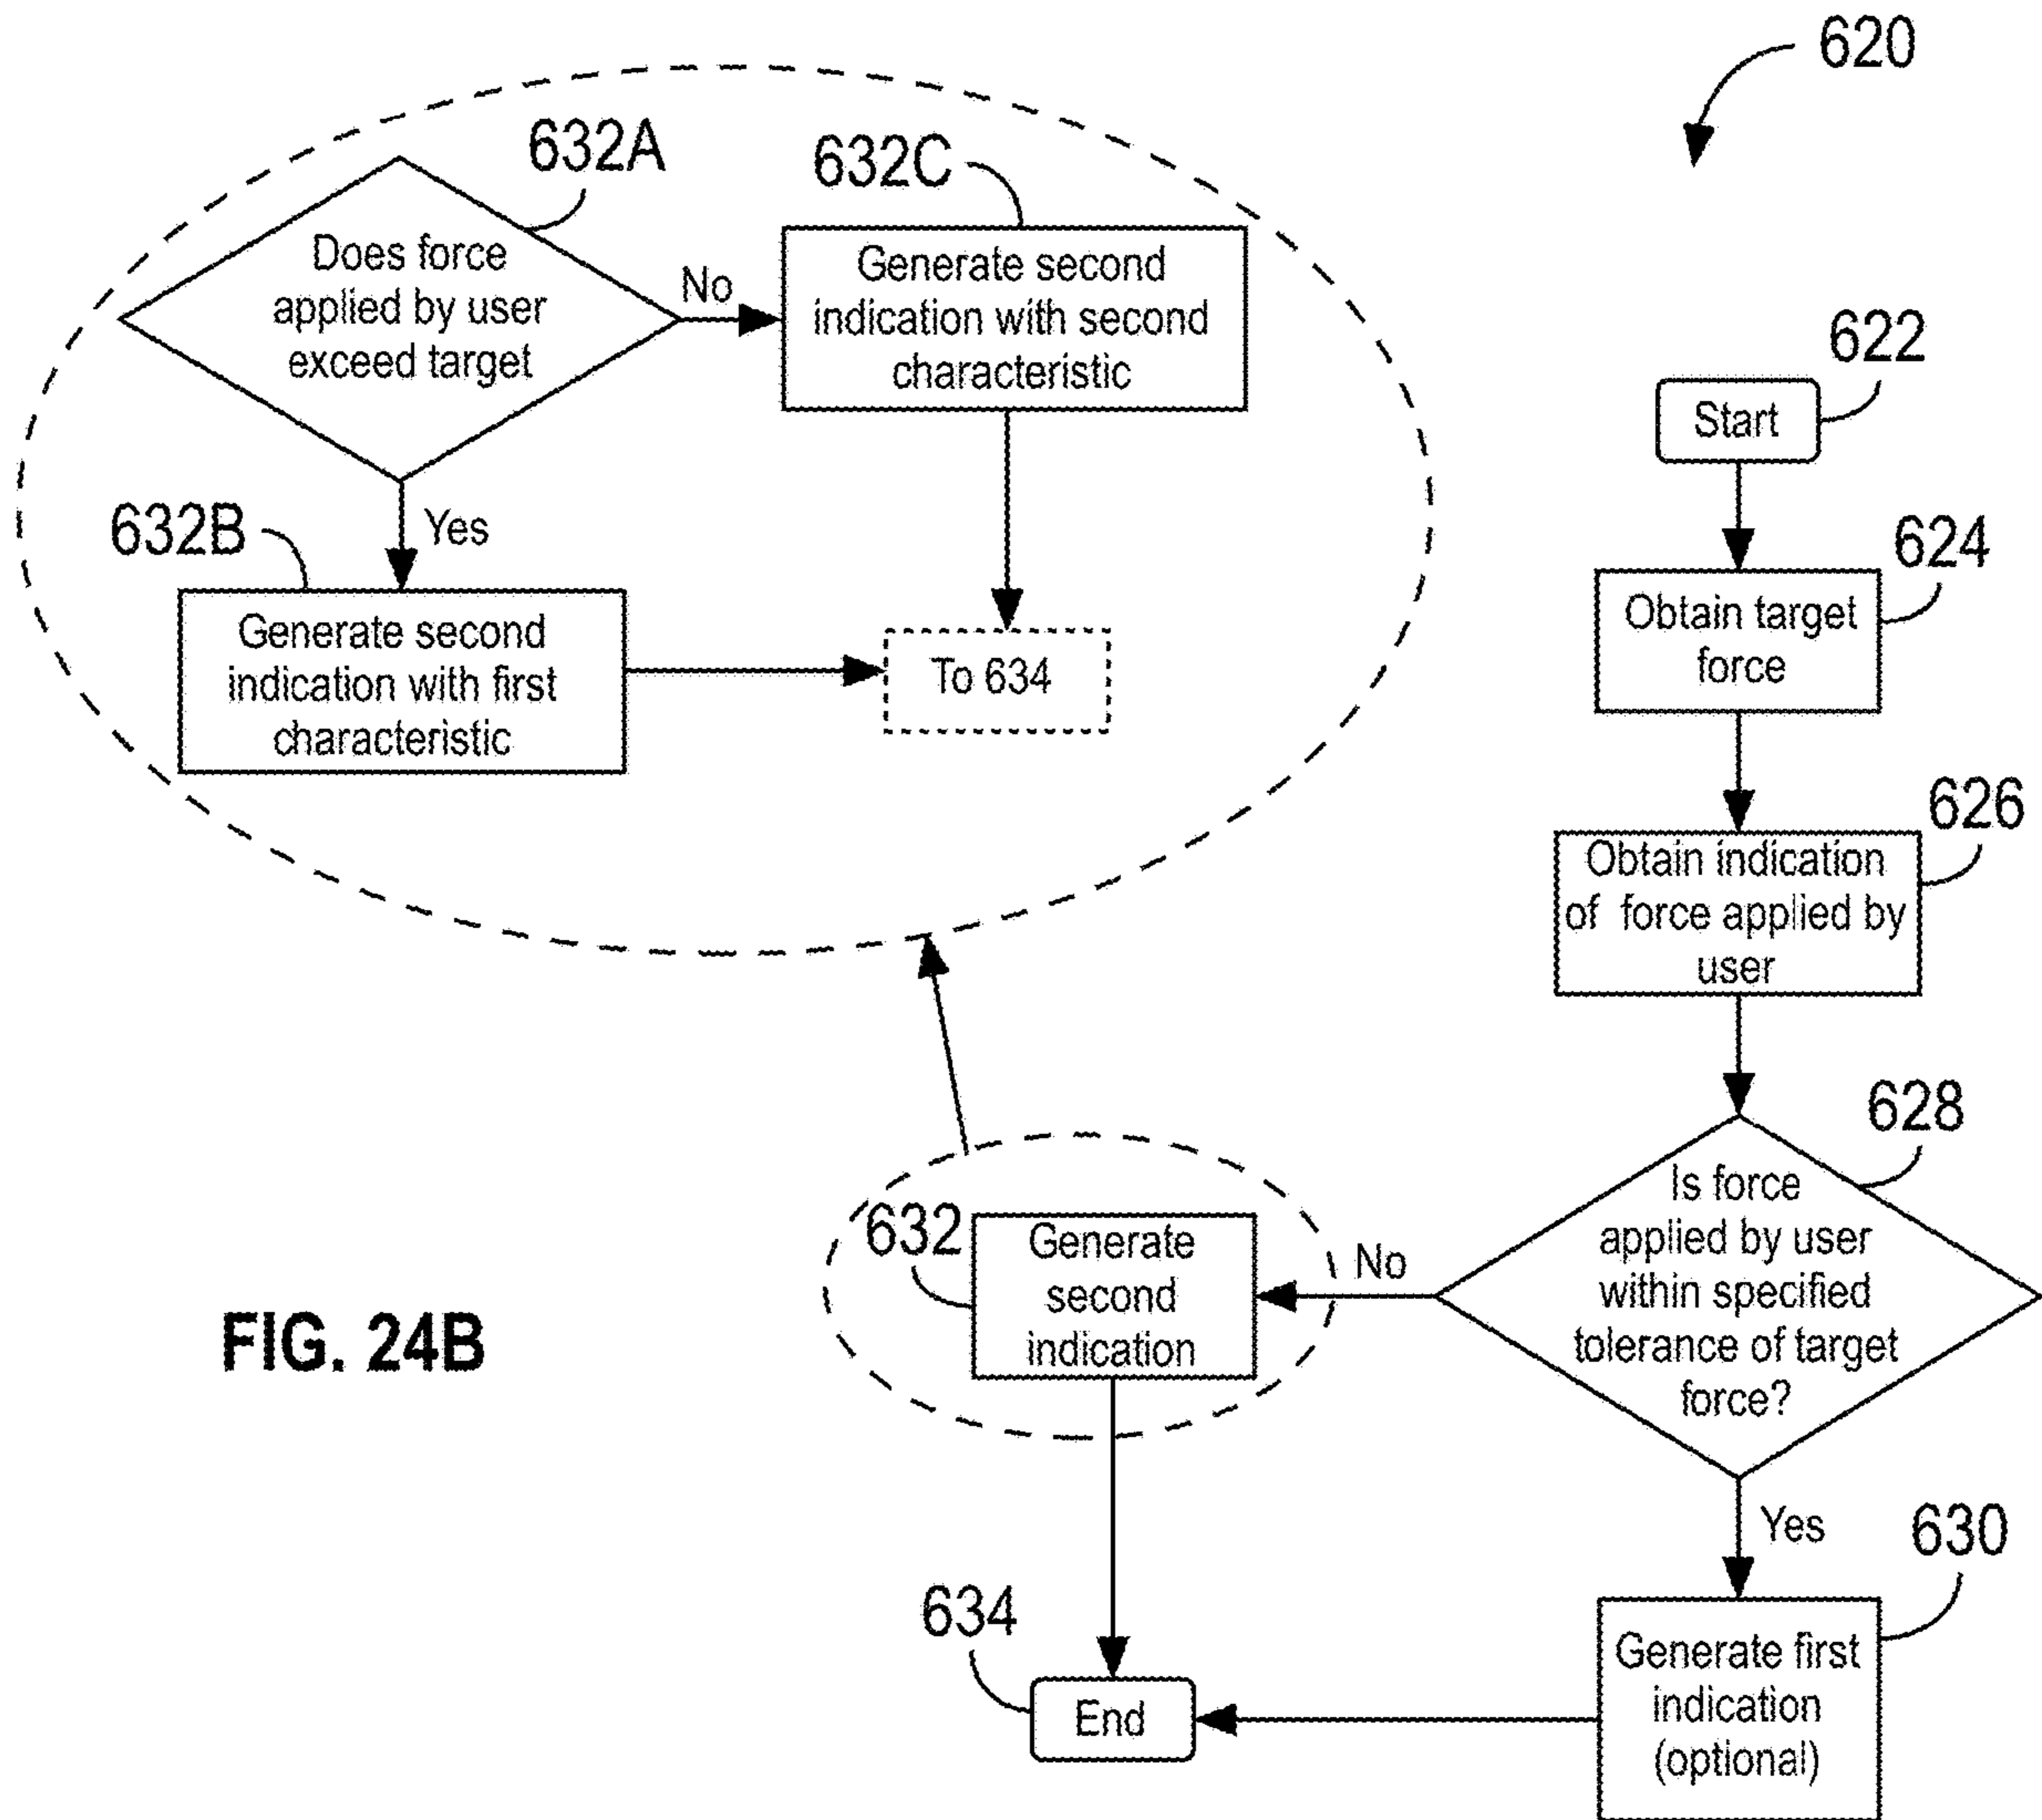 620
632A
632C
Does force
applied by user
exceed target
No
Generate second
indication with second
characteristic
Yes
632B
Generate second
indication with first
characteristic
To 634
622
Start
624
Obtain target
force
626
Obtain indication
of force applied by
user
628
Is force
applied by user
within specified
tolerance of target
force?
No
632
Generate
second
indication
Yes
630
Generate first
indication
(optional)
634
End
FIG. 24B